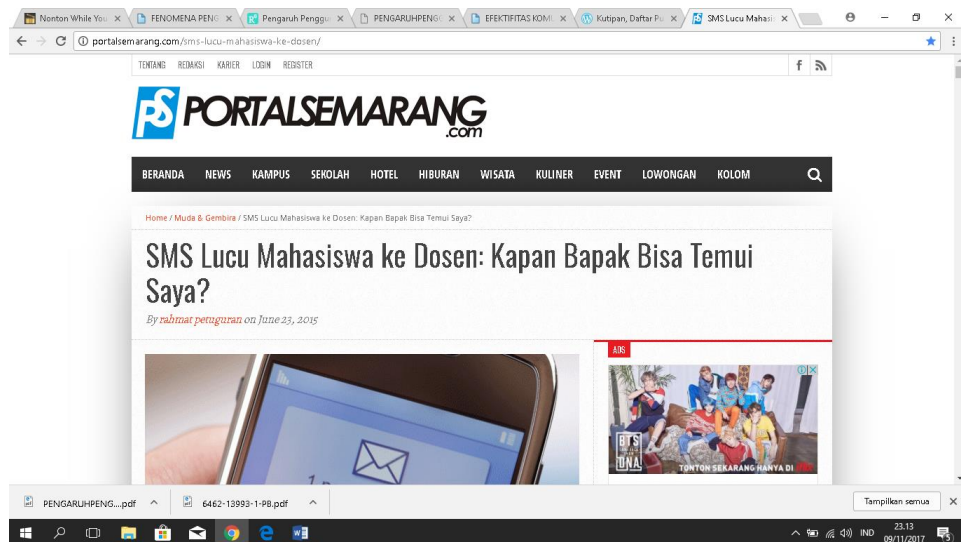 Nonton While You
FENOMENA PENG
Pengaruh Penggu
PENGARUHPENG
EFEKTIFITAS KOMU
Kutipan, Daftar Pu
SMS Lucu Mahasi
portalsemarang.com/sms-lucu-mahasiswa-ke-dosen/
TENTANG REDAKSI KARIER LOGIN REGISTER
PS PORTALSEMARANG
.com
BERANDA NEWS KAMPUS SEKOLAH HOTEL HIBURAN WISATA KULINER EVENT LOWONGAN KOLOM
Home / Muda & Gembira / SMS Lucu Mahasiswa ke Dosen: Kapan Bapak Bisa Temui Saya?
SMS Lucu Mahasiswa ke Dosen: Kapan Bapak Bisa Temui
Saya?
By rahmat petuguran on June 23, 2015
ADS
BTS
DNA
TONTON SEKARANG HANYA DI
PENGARUHPENG....pdf
6462-13993-1-PB.pdf
Tampilkan semua
IND
23.13
09/11/2017
5